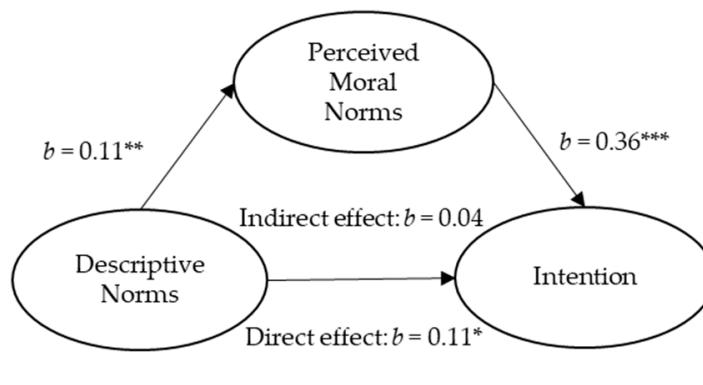 Perceived
Moral
Norms
b = 0.11**
b = 0.36***
Indirect effect: b = 0.04
Descriptive
Norms
Intention
Direct effect: b = 0.11*